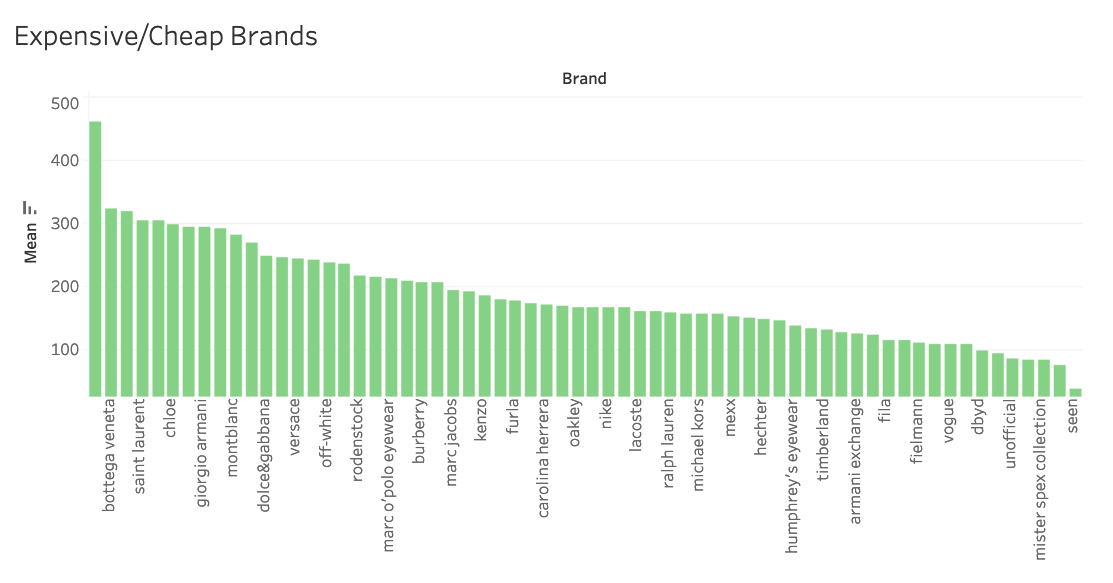 Expensive/Cheap Brands
Brand
500
400
300
200
100
Mean
bottega veneta
saint laurent
chloe
giorgio armani
montblanc
dolce&gabbana
versace
off-white
rodenstock
marc o’polo eyewear
burberry
marc jacobs
kenzo
furla
carolina herrera
oakley
nike
lacoste
ralph lauren
michael kors
mexx
hechter
humphrey’s eyewear
timberland
armani exchange
fila
fielmann
vogue
dbyd
unofficial
mister spex collection
seen